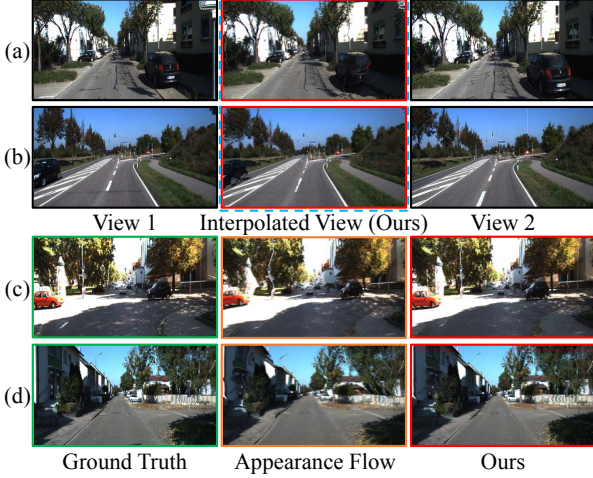 (a)
(b)
View 1 Interpolated View (Ours) View 2
(c)
(d)
Ground Truth Appearance Flow Ours